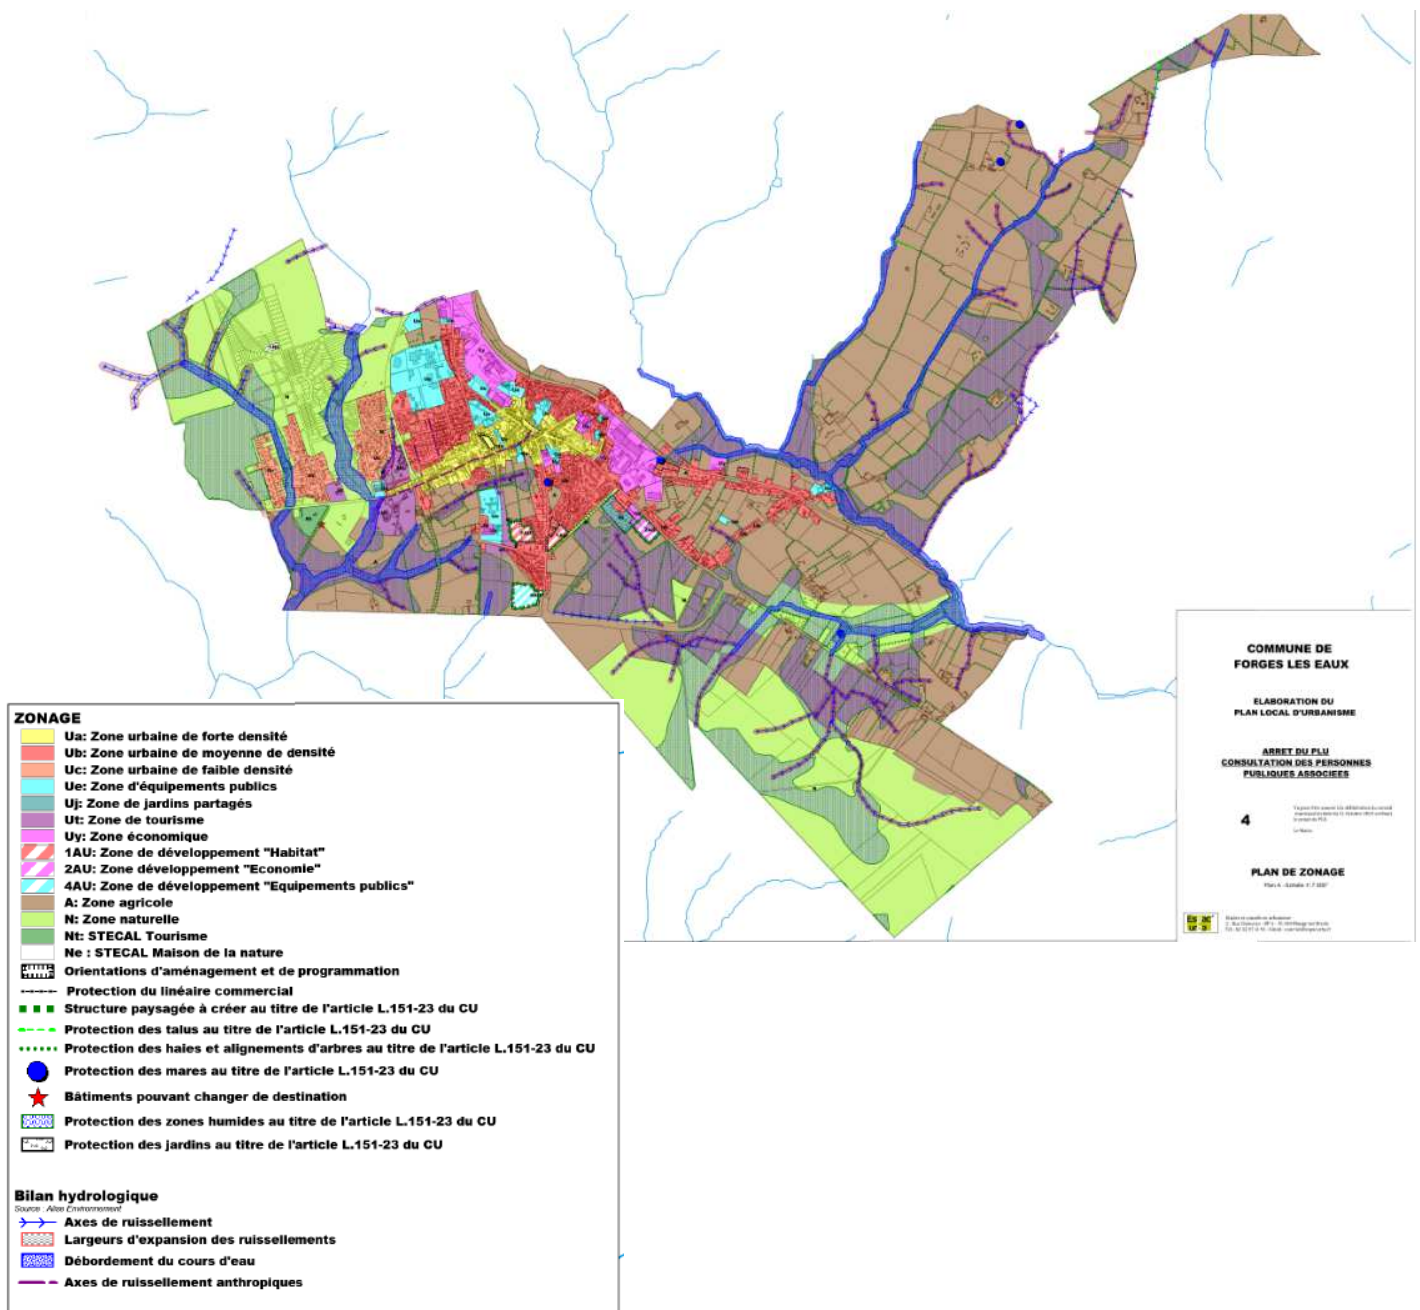 COMMUNE DE
FORGES LES EAUX
ÉLABORATION DU
PLAN LOCAL D'URBANISME
ARRET DU PLU
CONSULTATION DES PERSONNES
PUBLIQUES ASSOCIEES
4
PLAN DE ZONAGE
ZONAGE
Ua: Zone urbaine de forte densité
Ub: Zone urbaine de moyenne de densité
Uc: Zone urbaine de faible densité
Ue: Zone d'équipements publics
Uj: Zone de jardins partagés
Ut: Zone de tourisme
Uy: Zone économique
1AU: Zone de développement "Habitat"
2AU: Zone développement "Economie"
4AU: Zone de développement "Equipements publics"
A: Zone agricole
N: Zone naturelle
Nt: STECAL Tourisme
Ne : STECAL Maison de la nature
Orientations d'aménagement et de programmation
Protection du linéaire commercial
Structure paysagée à créer au titre de l'article L.151-23 du CU
Protection des talus au titre de l'article L.151-23 du CU
Protection des haies et alignements d'arbres au titre de l'article L.151-23 du CU
Protection des mares au titre de l'article L.151-23 du CU
Bâtiments pouvant changer de destination
Protection des zones humides au titre de l'article L.151-23 du CU
Protection des jardins au titre de l'article L.151-23 du CU
Bilan hydrologique
Source : Alise Environnement
Axes de ruissellement
Largeurs d'expansion des ruissellements
Débordement du cours d'eau
Axes de ruissellement anthropiques